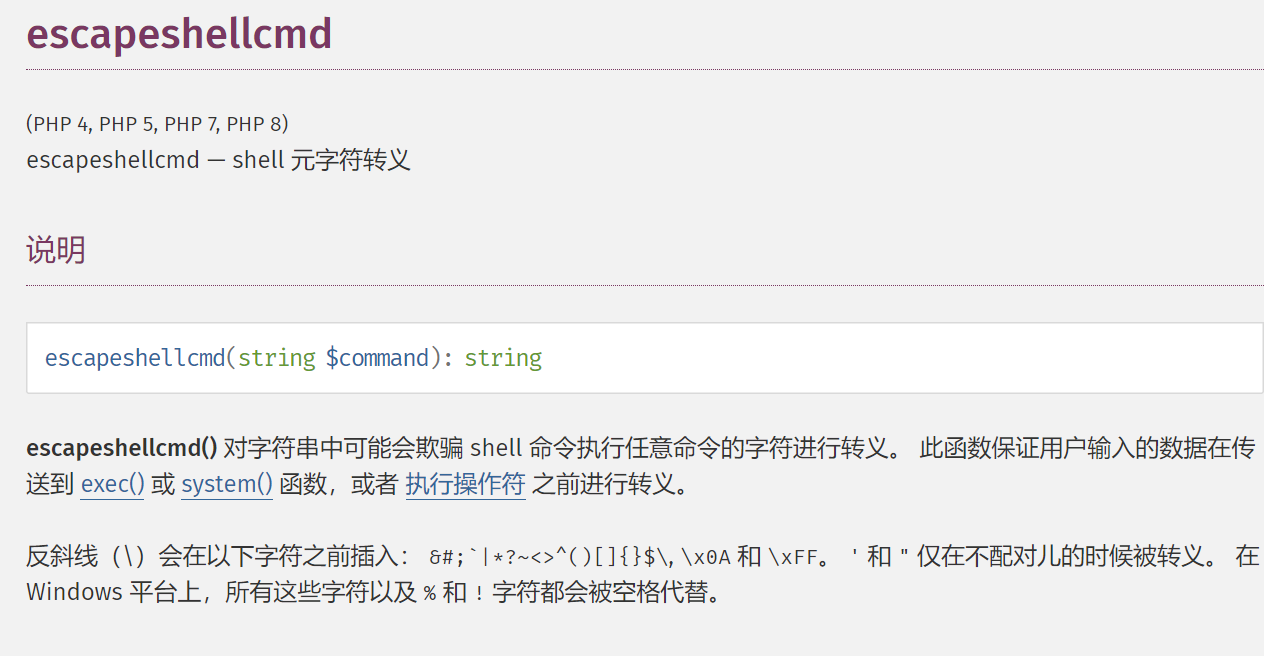 escapeshellcmd
(PHP 4, PHP 5, PHP 7, PHP 8)
escapeshellcmd — shell 元字符转义
说明
escapeshellcmd(string $command): string
escapeshellcmd() 对字符串中可能会欺骗 shell 命令执行任意命令的字符进行转义。 此函数保证用户输入的数据在传
送到 exec() 或 system() 函数，或者 执行操作符 之前进行转义。
反斜线（\）会在以下字符之前插入： &#;`|*?~<>^()[]{}$\, \x0A 和 \xFF。 ' 和 " 仅在不配对儿的时候被转义。 在
Windows 平台上，所有这些字符以及 % 和 ! 字符都会被空格代替。